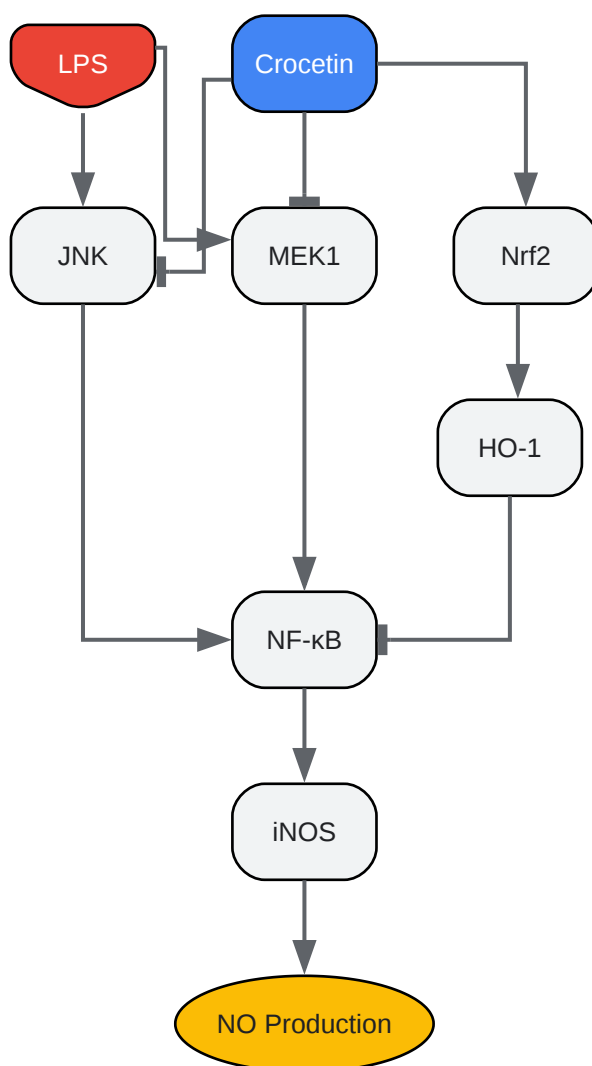 LPS
Crocetin
JNK
MEK1
Nrf2
HO-1
NF-κB
iNOS
NO Production